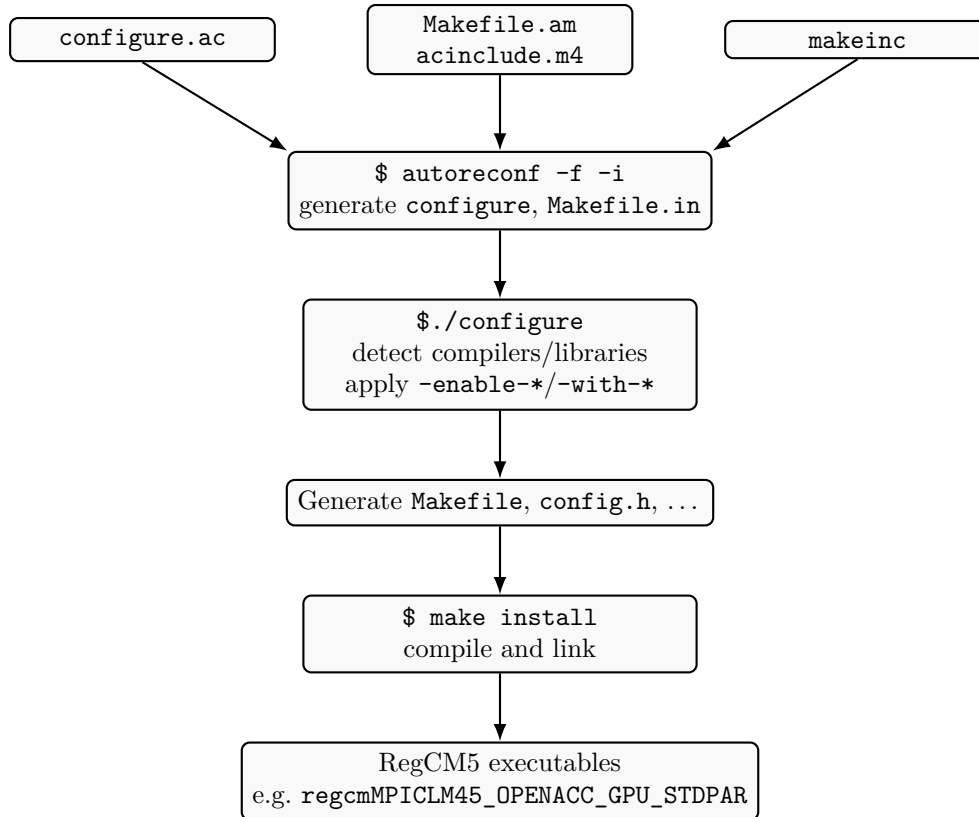 configure.ac
Makefile.am
acinclude.m4
makeinc
$ autoreconf -f -i
generate configure, Makefile.in
$./configure
detect compilers/libraries
apply -enable-*/-with-*
Generate Makefile, config.h, ...
$ make install
compile and link
RegCM5 executables
e.g. regcmMPICLM45_OPENACC_GPU_STDPAR